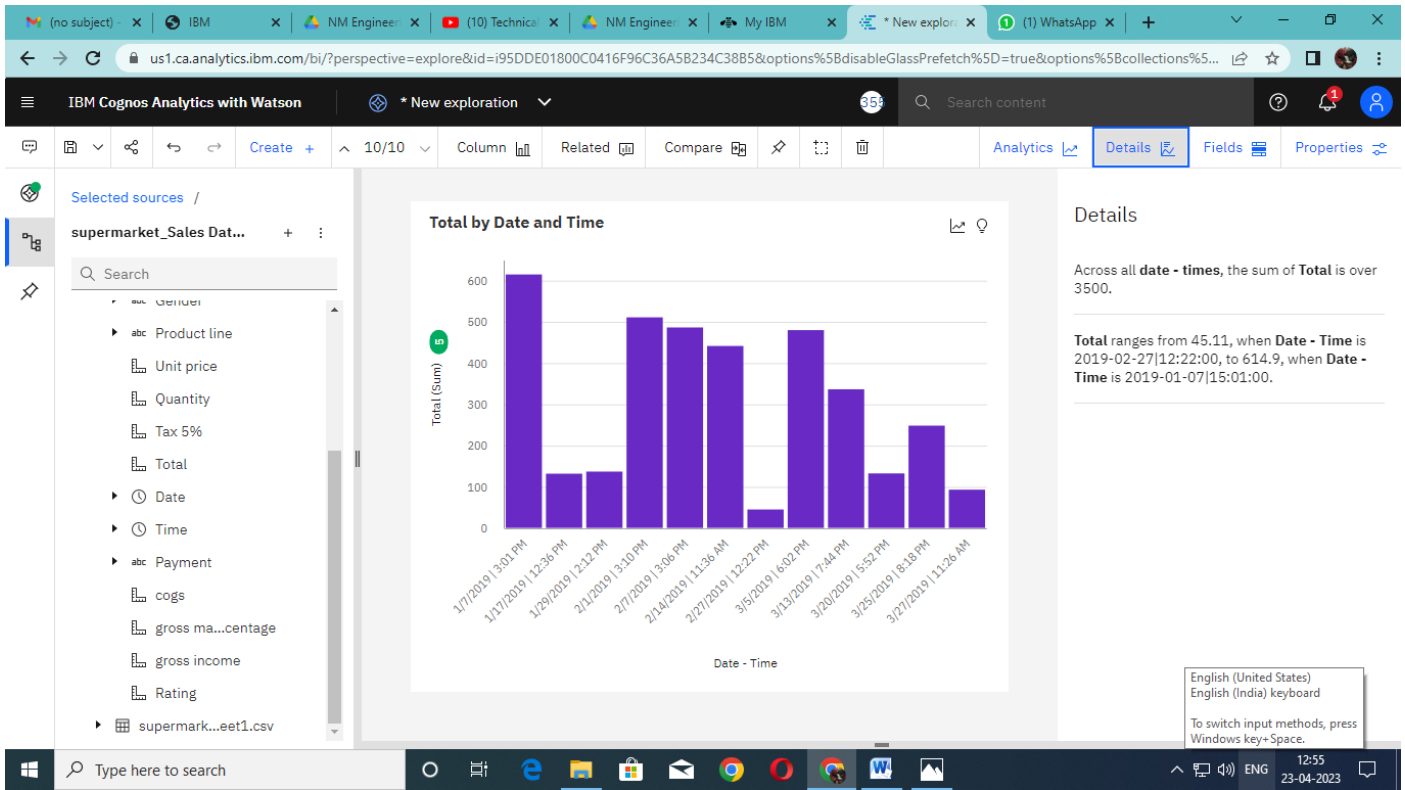 (no subject) -
IBM
NM Engineeri
(10) Technical
NM Engineeri
My IBM
* New explora
(1) WhatsApp
us1.ca.analytics.ibm.com/bi/?perspective=explore&id=i95DDE01800C0416F96C36A5B234C38B5&options%5BdisableGlassPrefetch%5D=true&options%5Bcollections%5...
IBM Cognos Analytics with Watson
* New exploration
Search content
1
Create +
10/10
Column
Related
Compare
Analytics
Details
Fields
Properties
Selected sources /
supermarket_Sales Dat...
Search
abc Gender
abc Product line
Unit price
Quantity
Tax 5%
Total
Date
Time
abc Payment
cogs
gross ma...centage
gross income
Rating
supermark...eet1.csv
Total by Date and Time
600
500
400
300
200
100
0
Total (Sum)
5
1/7/2019 | 3:01 PM
1/17/2019 | 12:36 PM
1/29/2019 | 2:12 PM
2/1/2019 | 3:10 PM
2/7/2019 | 3:06 PM
2/14/2019 | 11:36 AM
2/27/2019 | 12:22 PM
3/5/2019 | 6:02 PM
3/13/2019 | 7:44 PM
3/20/2019 | 5:52 PM
3/25/2019 | 8:18 PM
3/27/2019 | 11:26 AM
Date - Time
Details
Across all date - times, the sum of Total is over
3500.
Total ranges from 45.11, when Date - Time is
2019-02-27|12:22:00, to 614.9, when Date -
Time is 2019-01-07|15:01:00.
English (United States)
English (India) keyboard
To switch input methods, press
Windows key+Space.
Type here to search
ENG
12:55
23-04-2023